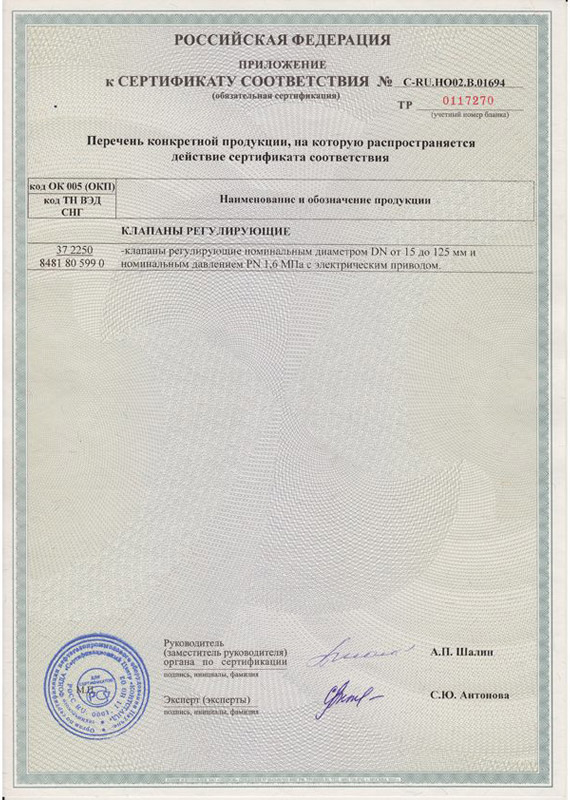 РОССИЙСКАЯ ФЕДЕРАЦИЯ
ПРИЛОЖЕНИЕ
к СЕРТИФИКАТУ СООТВЕТСТВИЯ № C-RU.НО02.В.01694
(обязательная сертификация)
ТР 0117270
(учетный номер бланка)
Перечень конкретной продукции, на которую распространяется
действие сертификата соответствия
код ОК 005 (ОКП)
код ТН ВЭД
СНГ
Наименование и обозначение продукции
КЛАПАНЫ РЕГУЛИРУЮЩИЕ
37 2250 -клапаны регулирующие номинальным диаметром DN от 15 до 125 мм и
8481 80 599 0 номинальным давлением PN 1,6 МПа с электрическим приводом.
Руководитель
(заместитель руководителя)
органа по сертификации
подпись, инициалы, фамилия
А.П. Шалин
Эксперт (эксперты)
подпись, инициалы, фамилия
С.Ю. Антонова
М.П.
для
сертификатов